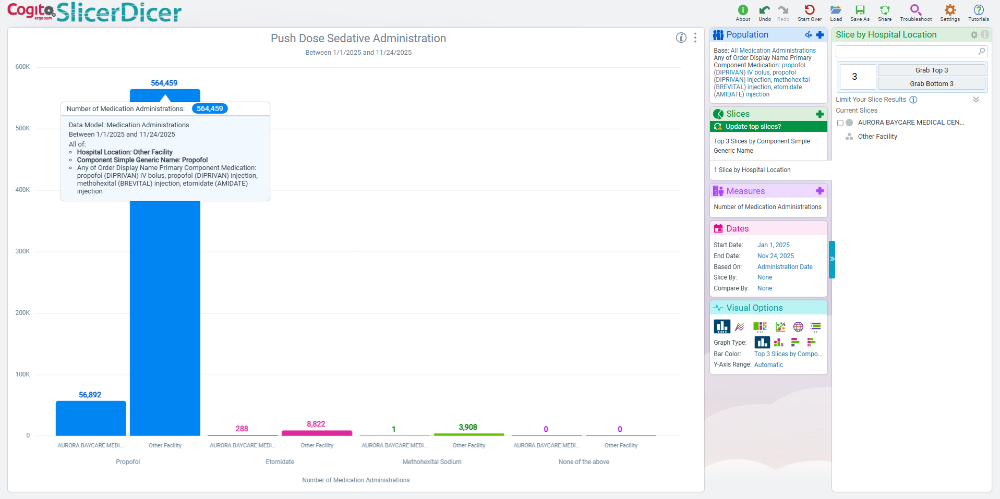 Cogito
ergo sum
SlicerDicer
About
Undo
Redo
Start Over
Load
Save As
Share
Troubleshoot
Settings
Tutorials
Push Dose Sedative Administration
Between 1/1/2025 and 11/24/2025
600K
500K
400K
300K
200K
100K
0
564,459
Number of Medication Administrations: 564,459
Data Model: Medication Administrations
Between 1/1/2025 and 11/24/2025
All of:
Hospital Location: Other Facility
Component Simple Generic Name: Propofol
Any of Order Display Name Primary Component Medication:
propofol (DIPRIVAN) IV bolus, propofol (DIPRIVAN) injection,
methohexital (BREVITAL) injection, etomidate (AMIDATE)
injection
56,892
288
8,822
1
3,908
0
0
AURORA BAYCARE MEDI...
Other Facility
AURORA BAYCARE MEDI...
Other Facility
AURORA BAYCARE MEDI...
Other Facility
AURORA BAYCARE MEDI...
Other Facility
Propofol
Etomidate
Methohexital Sodium
None of the above
Number of Medication Administrations
Population
Base: All Medication Administrations
Any of Order Display Name Primary
Component Medication: propofol
(DIPRIVAN) IV bolus, propofol
(DIPRIVAN) injection, methohexital
(BREVITAL) injection, etomidate
(AMIDATE) injection
Slices
Update top slices?
Top 3 Slices by Component Simple
Generic Name
1 Slice by Hospital Location
Measures
Number of Medication Administrations
Dates
Start Date: Jan 1, 2025
End Date: Nov 24, 2025
Based On: Administration Date
Slice By: None
Compare By: None
Visual Options
Graph Type:
Bar Color: Top 3 Slices by Compo...
Y-Axis Range: Automatic
Slice by Hospital Location
3
Grab Top 3
Grab Bottom 3
Limit Your Slice Results
Current Slices
AURORA BAYCARE MEDICAL CEN...
Other Facility